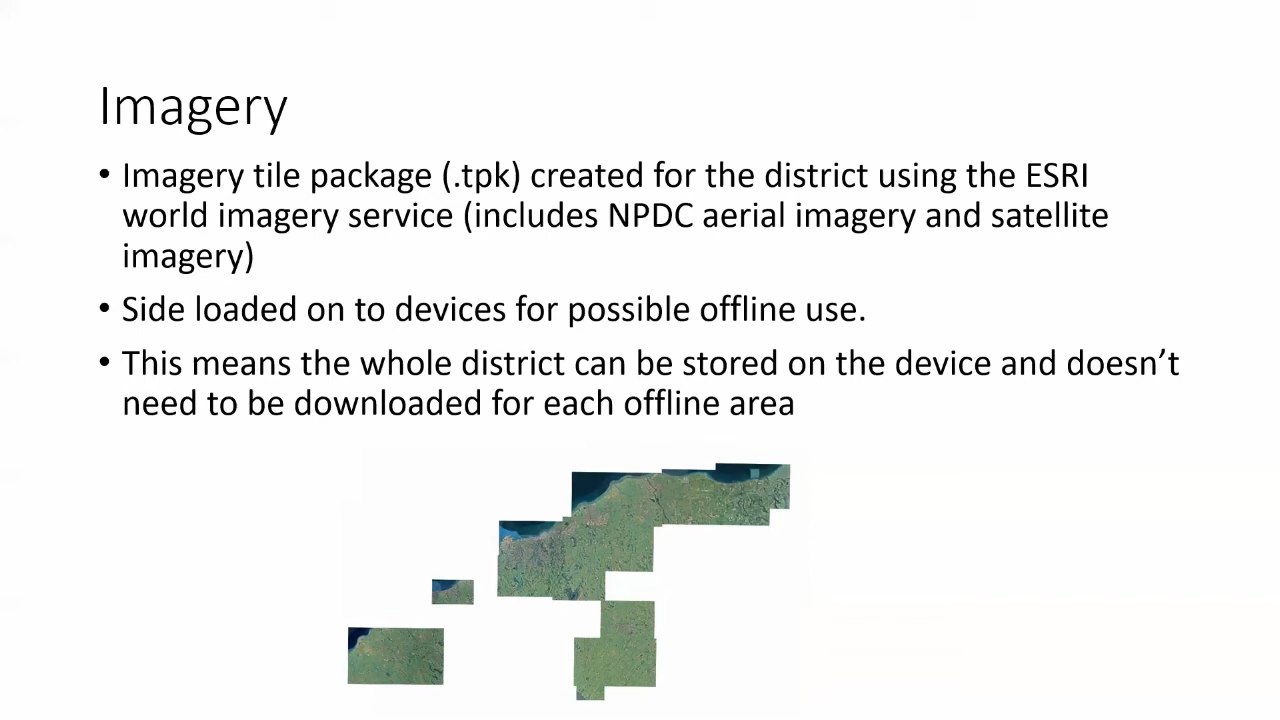 Imagery
• Imagery tile package (.tpk) created for the district using the ESRI
world imagery service (includes NPDC aerial imagery and satellite
imagery)
• Side loaded on to devices for possible offline use.
• This means the whole district can be stored on the device and doesn’t
need to be downloaded for each offline area